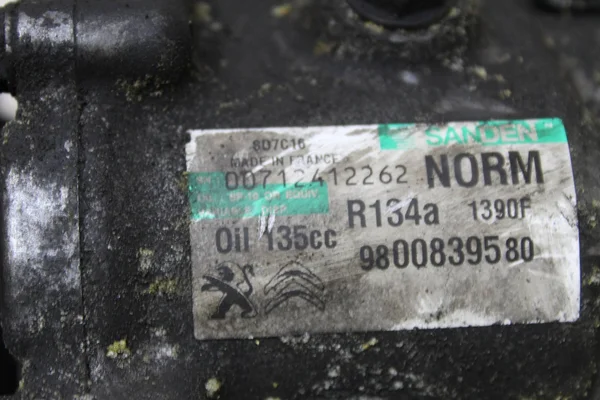 SANDEN
SD7C16
MADE IN FRANCE
00712412262 NORM
R134a 1390F
Oil 135cc
9800839580